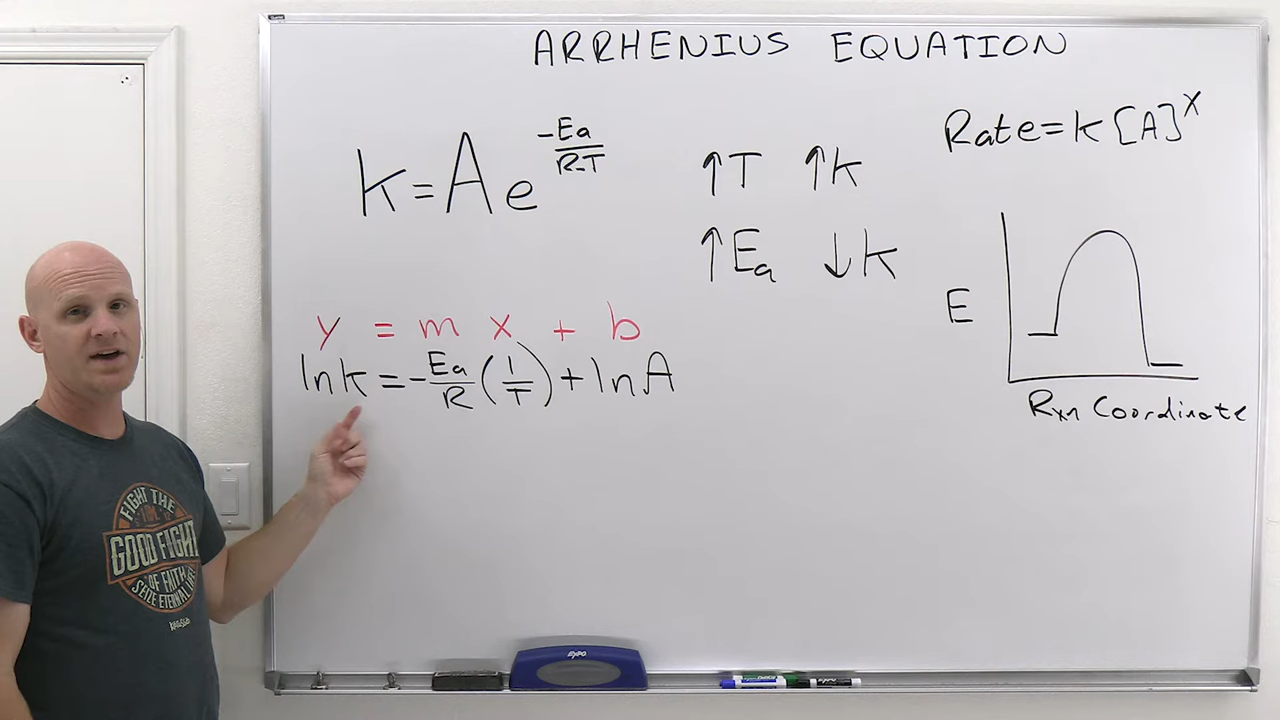 ARRHENIUS EQUATION
k = A e^(-Ea/RT)
↑T ↑k
↑Ea ↓k
Rate = k [A]^x
y = m x + b
ln k = -Ea/R (1/T) + ln A
E
Rxn Coordinate
FIGHT THE
GOOD FIGHT
OF FAITH
EXPO